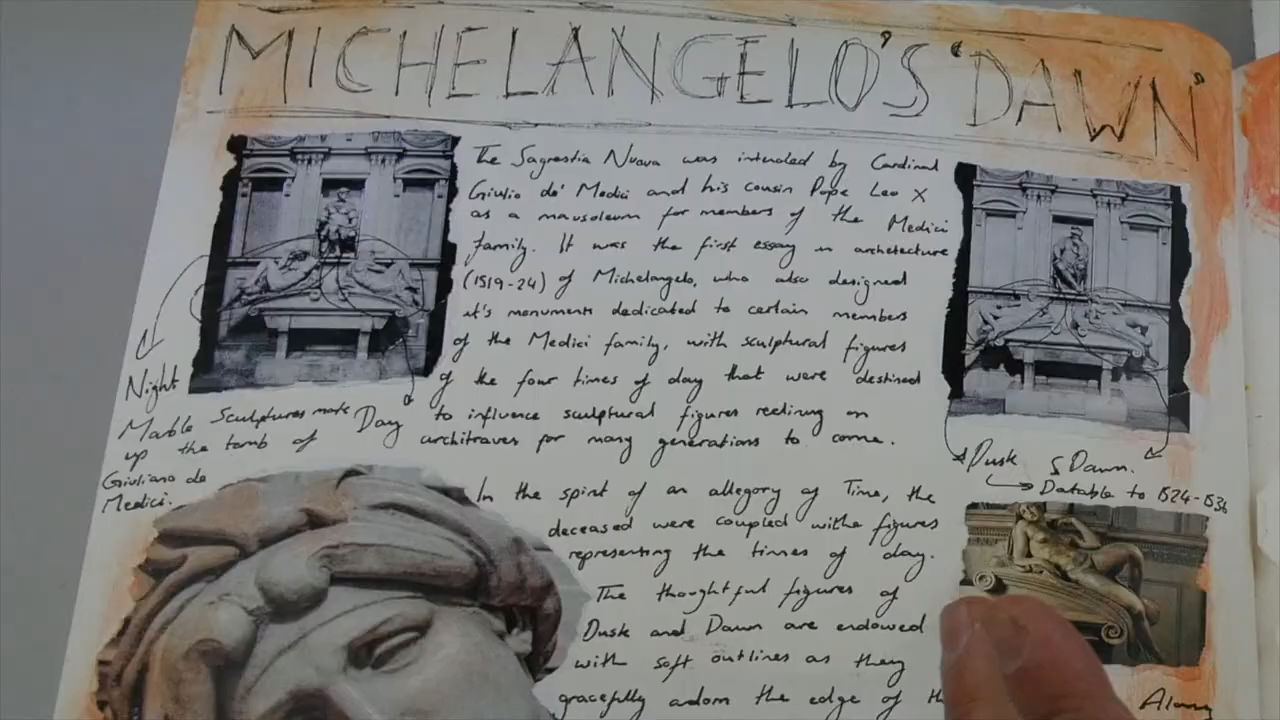 MICHELANGELO'S 'DAWN'
The Sagrestia Nuova was intended by Cardinal
Giulio de' Medici and his cousin Pope Leo X
as a mausoleum for members of the Medici
family. It was the first essay in architecture
(1519-24) of Michelangelo, who also designed
it's monuments dedicated to certain members
of the Medici family, with sculptural figures
of the four times of day that were destined
to influence sculptural figures reclining on
architraves for many generations to come.
Night
Marble Sculptures make
up the tomb of
Giuliano de
Medici.
Day
Dusk & Dawn.
Datable to 1524-1534
In the spirit of an allegory of Time, the
deceased were coupled withe figures
representing the times of day.
The thoughtful figures of
Dusk and Dawn are endowed
with soft outlines as they
gracefully adorn the edge of
Along